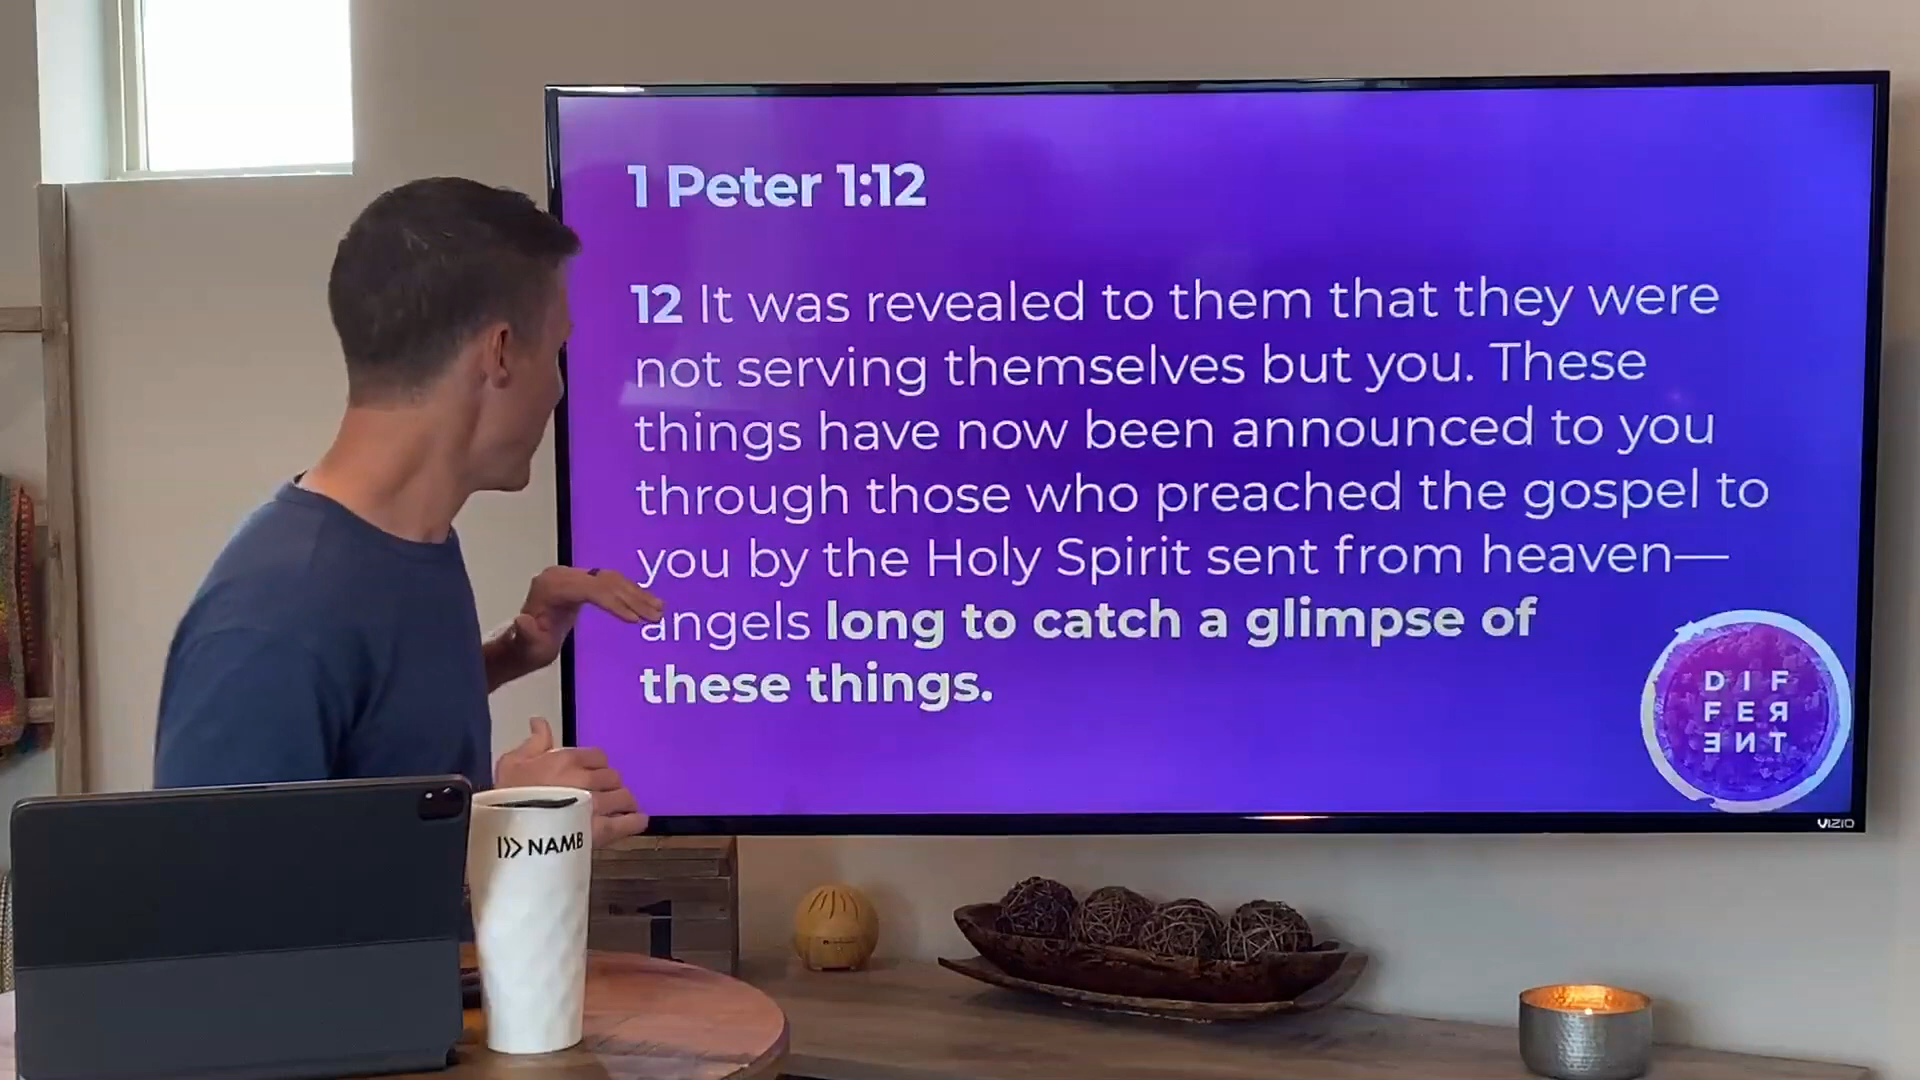 1 Peter 1:12
12 It was revealed to them that they were
not serving themselves but you. These
things have now been announced to you
through those who preached the gospel to
you by the Holy Spirit sent from heaven—
angels long to catch a glimpse of
these things.
DIF
FEЯ
ƎИT
VIZIO
NAMB